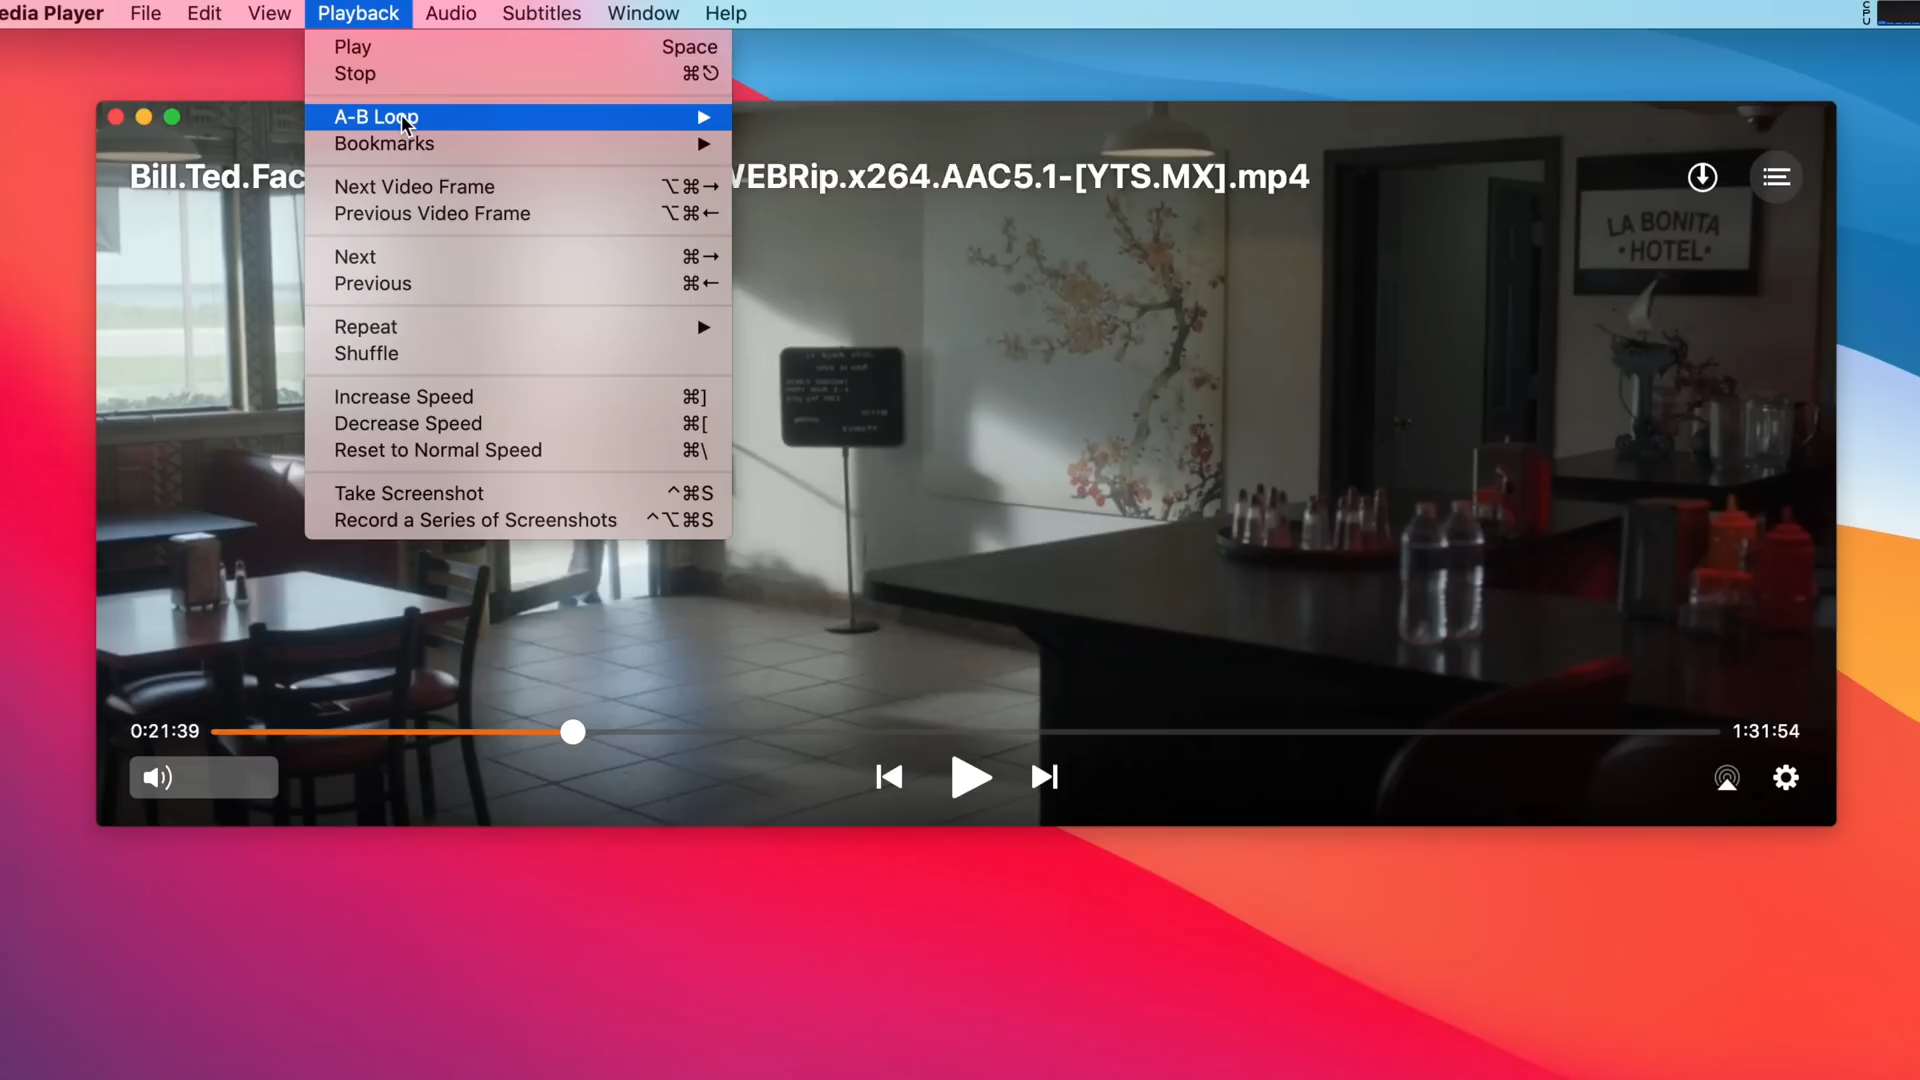 edia Player File Edit View Playback Audio Subtitles Window Help
CPU
Play Space
Stop ⌘⎋
A-B Loop ▶
Bookmarks ▶
Bill.Ted.Fac
WEBRip.x264.AAC5.1-[YTS.MX].mp4
Next Video Frame ⌥⌘→
Previous Video Frame ⌥⌘←
Next ⌘→
Previous ⌘←
Repeat ▶
Shuffle
Increase Speed ⌘]
Decrease Speed ⌘[
Reset to Normal Speed ⌘\
Take Screenshot ^⌘S
Record a Series of Screenshots ^⌥⌘S
LA BONITA
•HOTEL•
0:21:39
1:31:54